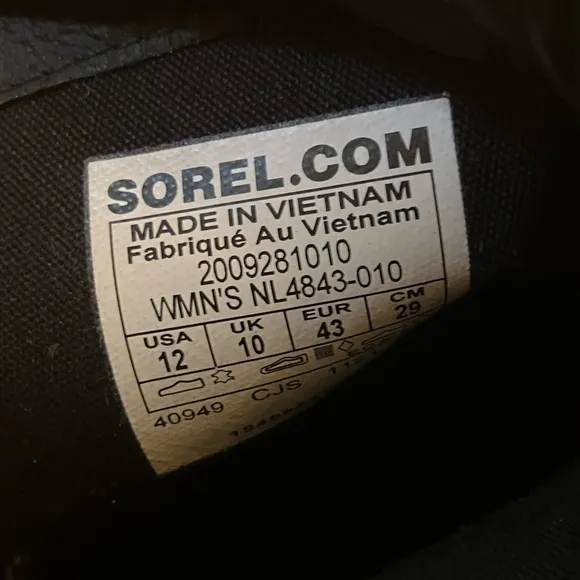 SOREL.COM
MADE IN VIETNAM
Fabriqué Au Vietnam
2009281010
WMN'S NL4843-010
USA UK EUR CM
12 10 43 29
40949 CJS